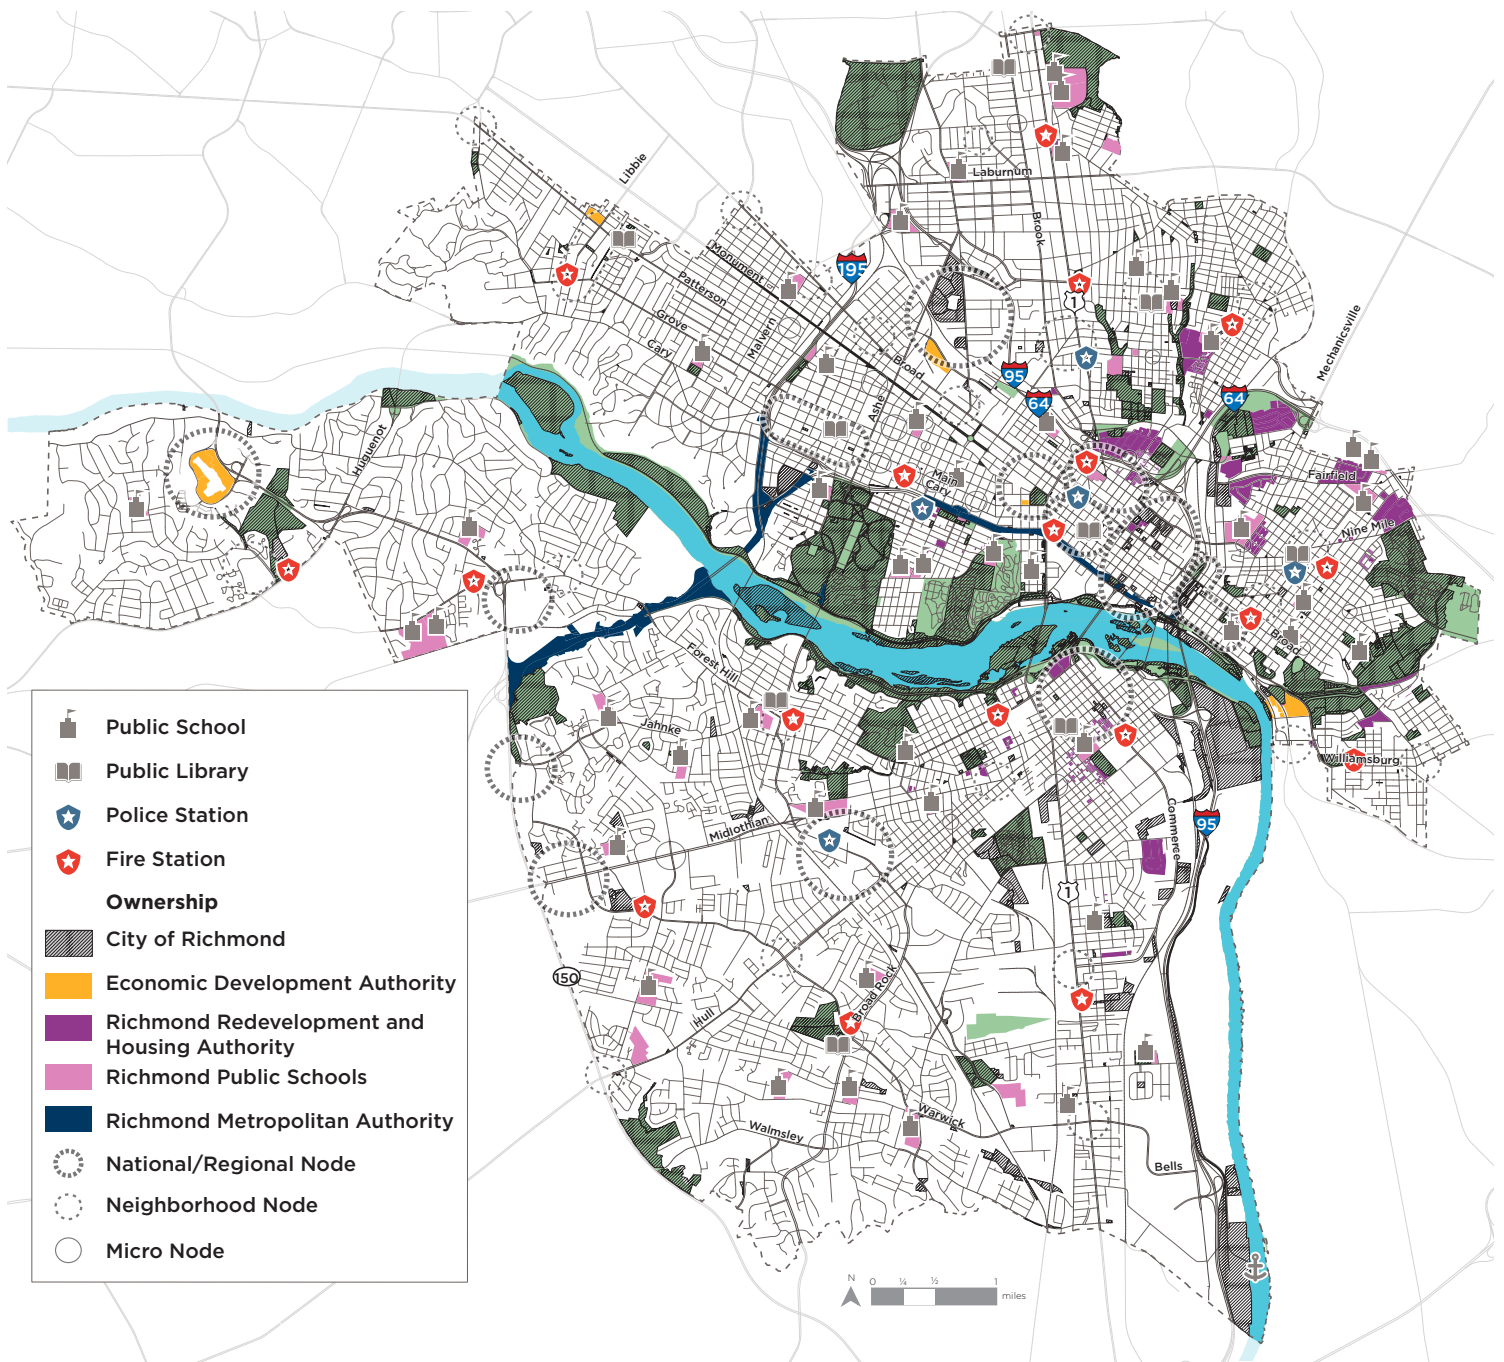 Libbie
Laburnum
Brook
195
Monument
Patterson
Grove
Cary
Malvern
1
Mechanicsville
Broad
95
64
64
Ashe
Huguenot
Main
Cary
Fairfield
Nine Mile
Broad
Forest Hill
Jahnke
Williamsburg
Midlothian
Commerce
95
1
150
Broad Rock
Hull
Warwick
Walmsley
Bells
Public School
Public Library
Police Station
Fire Station
Ownership
City of Richmond
Economic Development Authority
Richmond Redevelopment and
Housing Authority
Richmond Public Schools
Richmond Metropolitan Authority
National/Regional Node
Neighborhood Node
Micro Node
N
0 ¼ ½ 1
miles